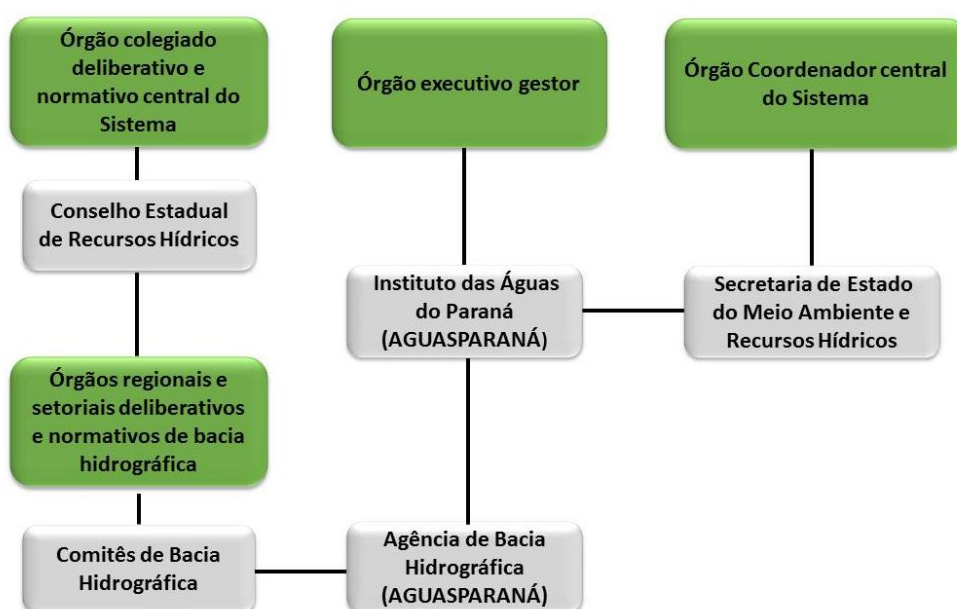 Órgão colegiado
deliberativo e
normativo central do
Sistema
Órgão executivo gestor
Órgão Coordenador central
do Sistema
Conselho Estadual
de Recursos Hídricos
Instituto das Águas
do Paraná
(AGUASPARANÁ)
Secretaria de Estado
do Meio Ambiente e
Recursos Hídricos
Órgãos regionais e
setoriais deliberativos
e normativos de bacia
hidrográfica
Comitês de Bacia
Hidrográfica
Agência de Bacia
Hidrográfica
(AGUASPARANÁ)